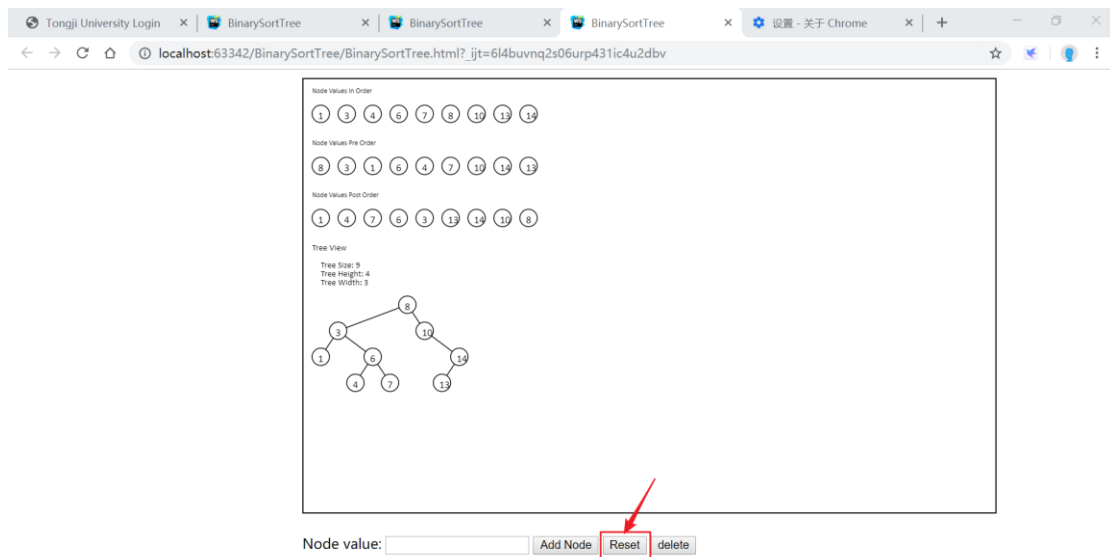 Tongji University Login
BinarySortTree
BinarySortTree
BinarySortTree
设置 - 关于 Chrome
localhost:63342/BinarySortTree/BinarySortTree.html?_ijt=6l4buvnq2s06urp431ic4u2dbv
Node Values In Order
1 3 4 6 7 8 10 13 14
Node Values Pre Order
8 3 1 6 4 7 10 14 13
Node Values Post Order
1 4 7 6 3 13 14 10 8
Tree View
Tree Size: 9
Tree Height: 4
Tree Width: 3
8
3 10
1 6 14
4 7 13
Node value: Add Node Reset delete